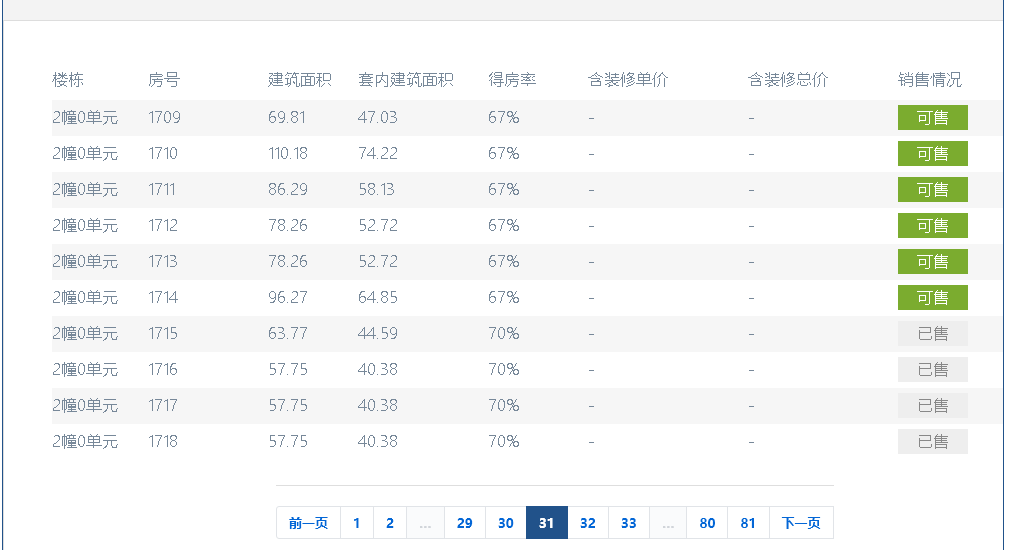 楼栋 房号 建筑面积 套内建筑面积 得房率 含装修单价 含装修总价 销售情况
2幢0单元 1709 69.81 47.03 67% - - 可售
2幢0单元 1710 110.18 74.22 67% - - 可售
2幢0单元 1711 86.29 58.13 67% - - 可售
2幢0单元 1712 78.26 52.72 67% - - 可售
2幢0单元 1713 78.26 52.72 67% - - 可售
2幢0单元 1714 96.27 64.85 67% - - 可售
2幢0单元 1715 63.77 44.59 70% - - 已售
2幢0单元 1716 57.75 40.38 70% - - 已售
2幢0单元 1717 57.75 40.38 70% - - 已售
2幢0单元 1718 57.75 40.38 70% - - 已售
前一页 1 2 ... 29 30 31 32 33 ... 80 81 下一页